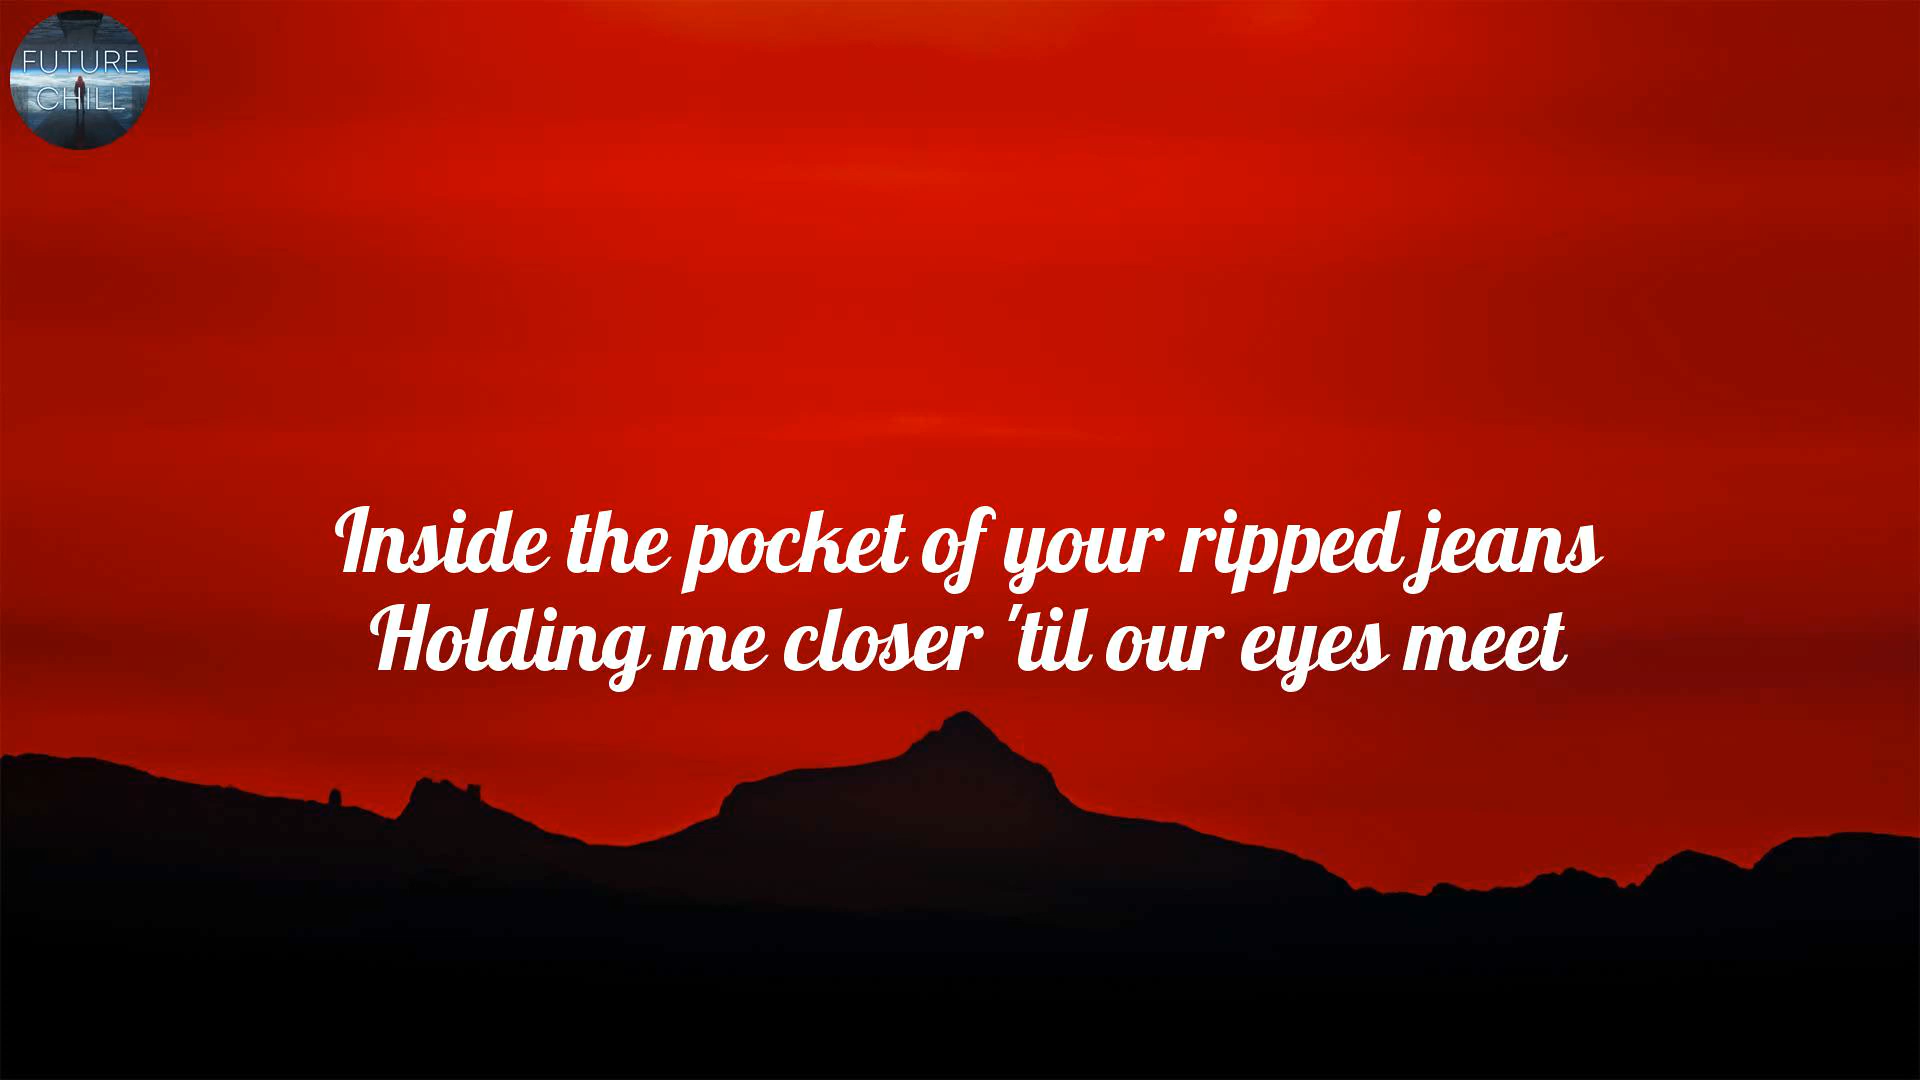 FUTURE
CHILL
Inside the pocket of your ripped jeans
Holding me closer 'til our eyes meet